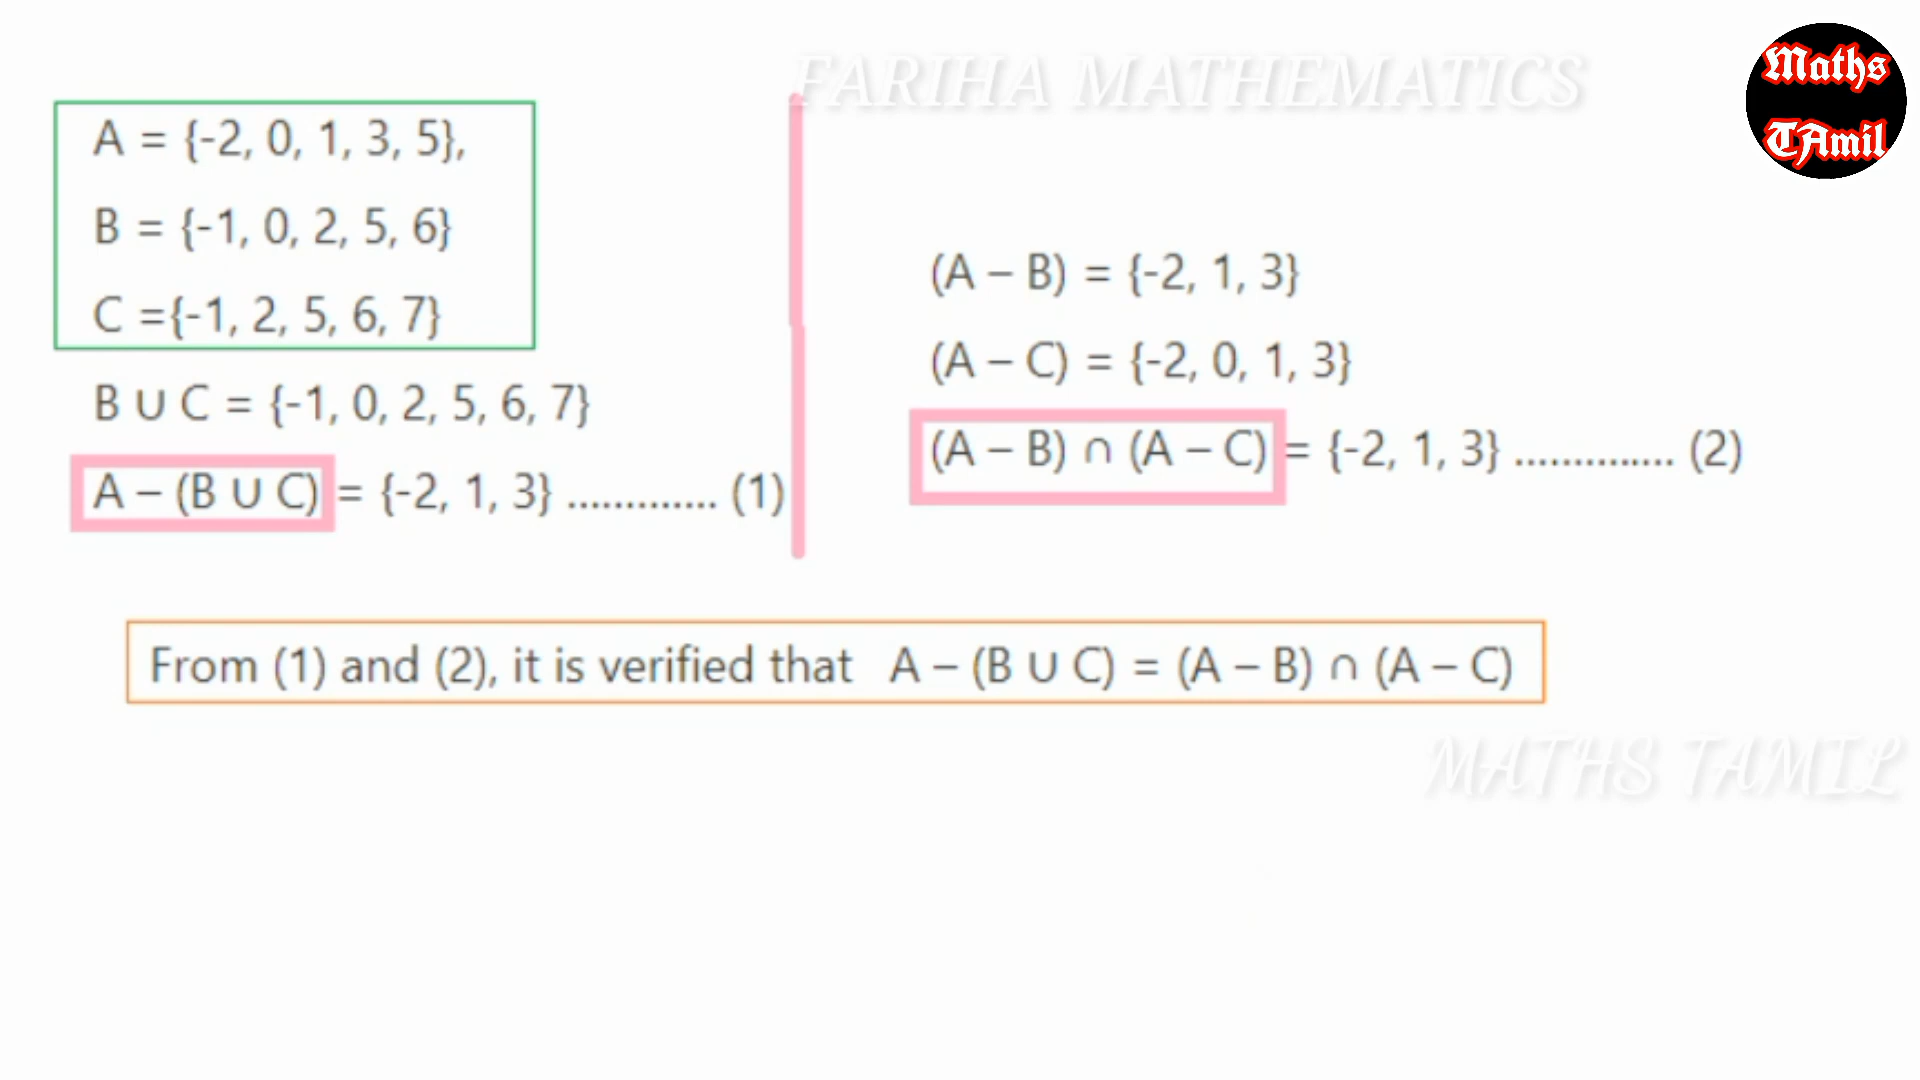 FARIHA MATHEMATICS
Maths
TAmil
A = {-2, 0, 1, 3, 5},
B = {-1, 0, 2, 5, 6}
C ={-1, 2, 5, 6, 7}
B ∪ C = {-1, 0, 2, 5, 6, 7}
A – (B ∪ C) = {-2, 1, 3} ............. (1)
(A – B) = {-2, 1, 3}
(A – C) = {-2, 0, 1, 3}
(A – B) ∩ (A – C) = {-2, 1, 3} .............. (2)
From (1) and (2), it is verified that A – (B ∪ C) = (A – B) ∩ (A – C)
MATHS TAMIL